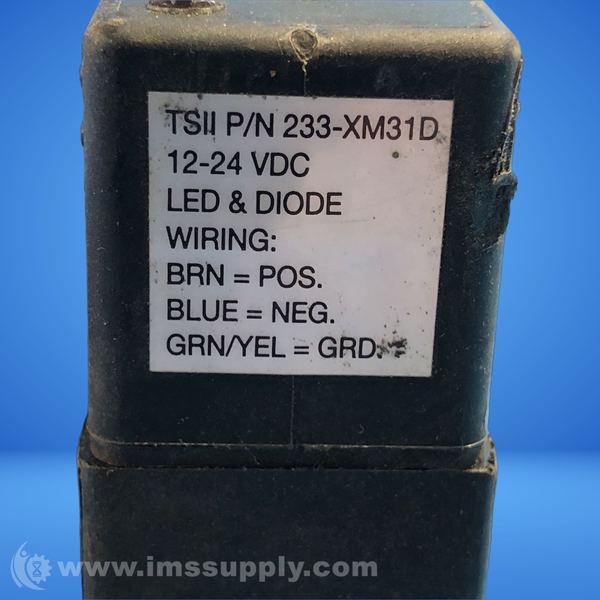 TSII P/N 233-XM31D
12-24 VDC
LED & DIODE
WIRING:
BRN = POS.
BLUE = NEG.
GRN/YEL = GRD.
www.imssupply.com